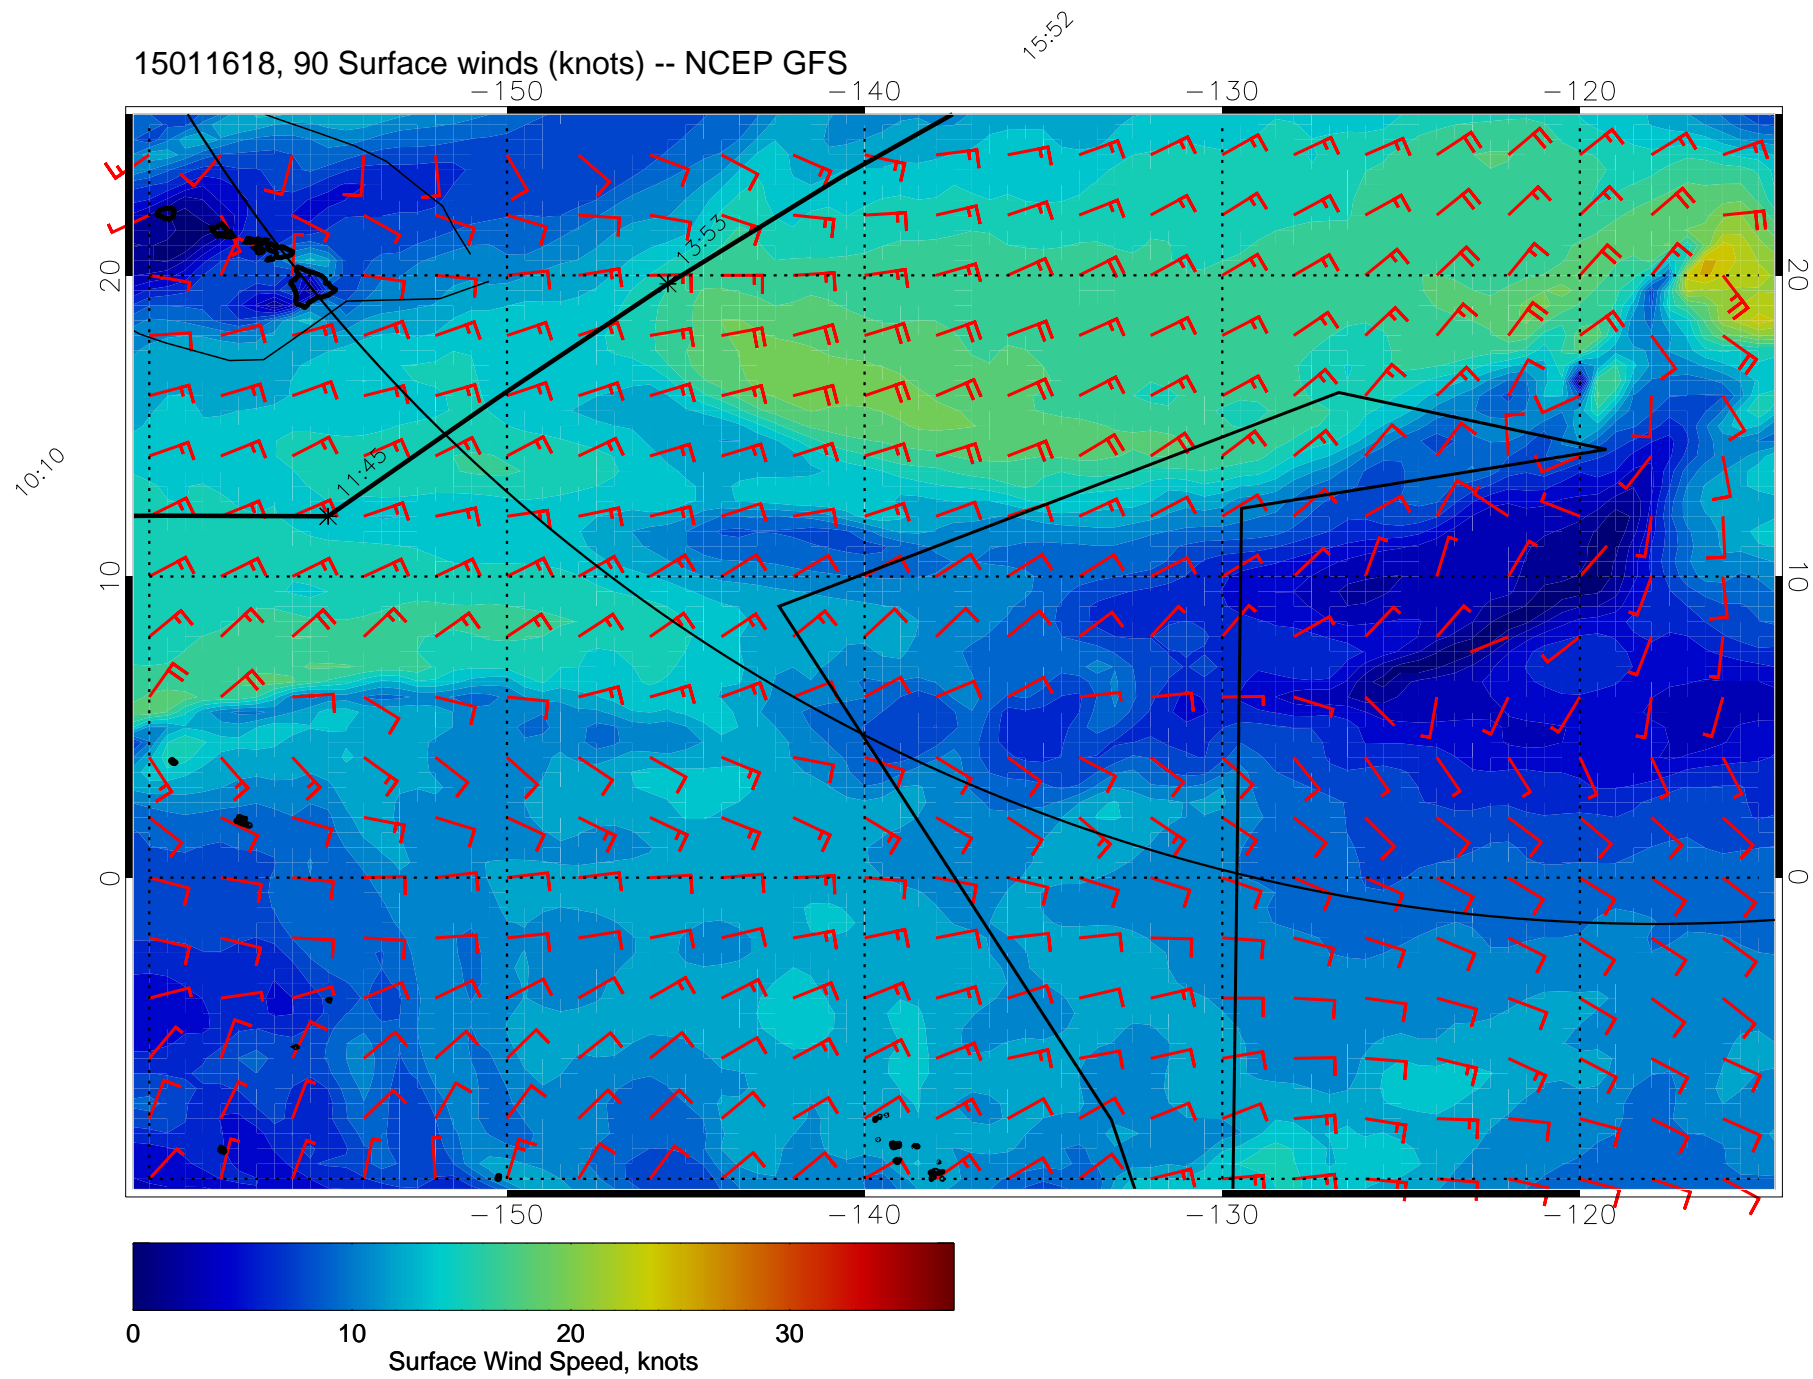 15:52
15011618, 90 Surface winds (knots) -- NCEP GFS
-150 -140 -130 -120
13:53
20 20
11:45
10:10
10 10
0 0
-150 -140 -130 -120
0 10 20 30
Surface Wind Speed, knots